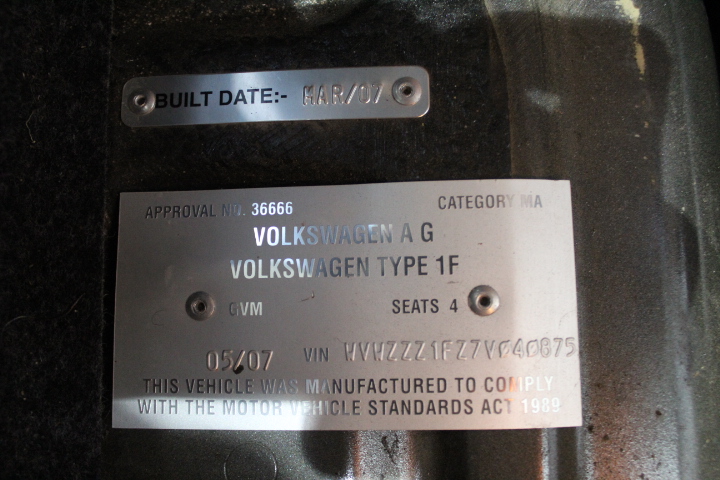 BUILT DATE:- MAR/07
APPROVAL NO. 36666 CATEGORY MA
VOLKSWAGEN A G
VOLKSWAGEN TYPE 1F
GVM SEATS 4
05/07 VIN WVWZZZ1FZ7V040875
THIS VEHICLE WAS MANUFACTURED TO COMPLY
WITH THE MOTOR VEHICLE STANDARDS ACT 1989